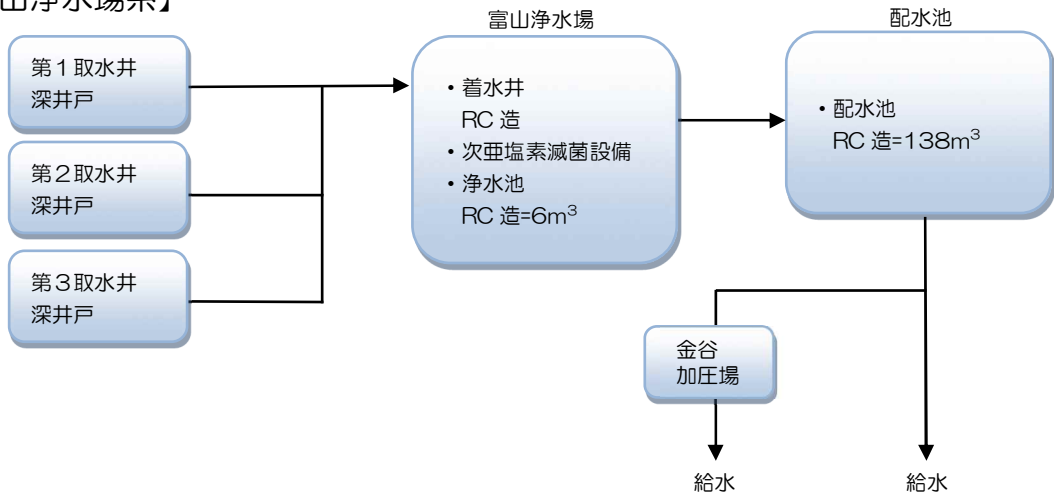 山浄水場系】
第1取水井
深井戸
第2取水井
深井戸
第3取水井
深井戸
富山浄水場
・着水井
RC 造
・次亜塩素滅菌設備
・浄水池
RC 造=6m³
配水池
・配水池
RC 造=138m³
金谷
加圧場
給水
給水